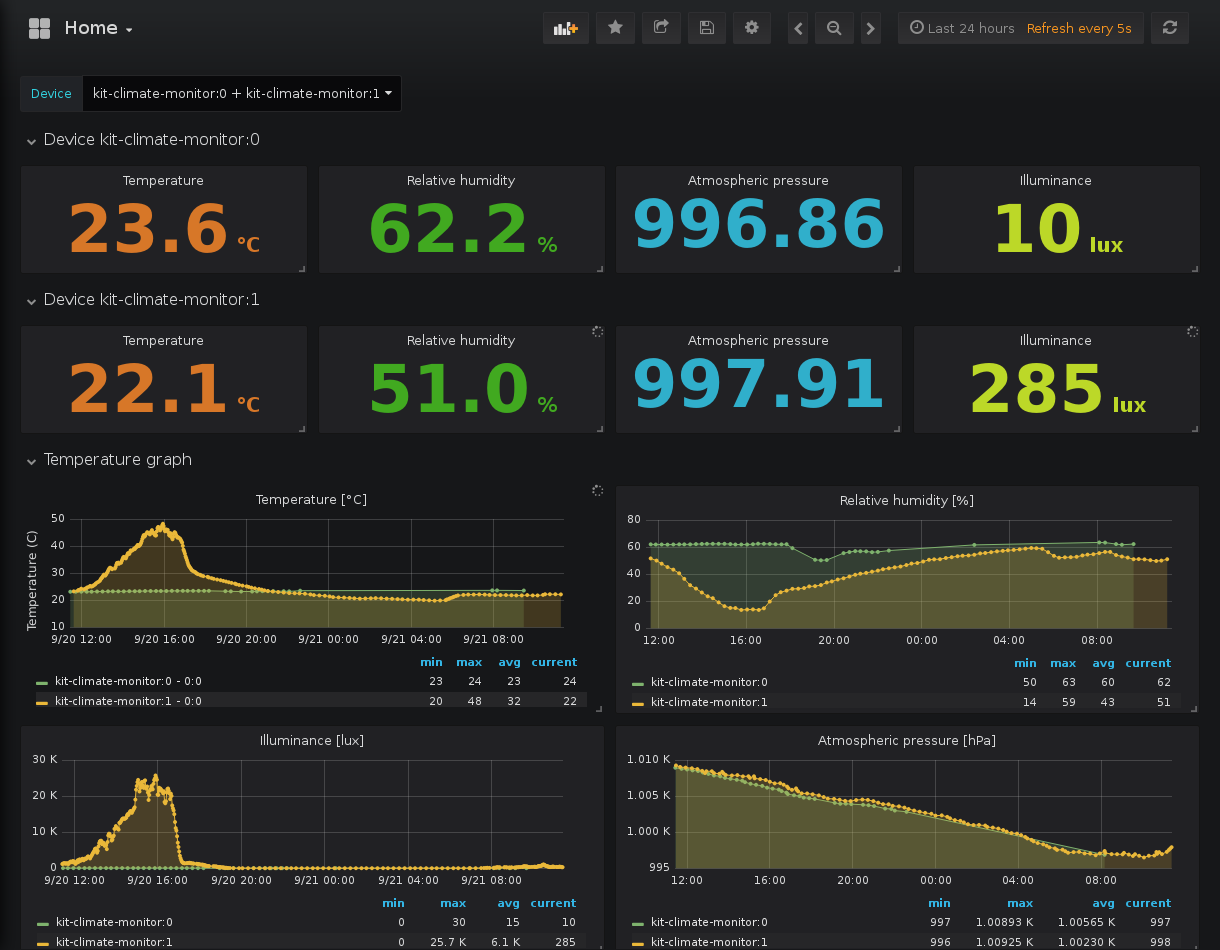 Home
Last 24 hours Refresh every 5s
Device kit-climate-monitor:0 + kit-climate-monitor:1
Device kit-climate-monitor:0
Temperature Relative humidity Atmospheric pressure Illuminance
23.6 °C 62.2 % 996.86 10 lux
Device kit-climate-monitor:1
Temperature Relative humidity Atmospheric pressure Illuminance
22.1 °C 51.0 % 997.91 285 lux
Temperature graph
Temperature [°C]
Temperature (C)
50
40
30
20
10
9/20 12:00 9/20 16:00 9/20 20:00 9/21 00:00 9/21 04:00 9/21 08:00
min max avg current
kit-climate-monitor:0 - 0:0 23 24 23 24
kit-climate-monitor:1 - 0:0 20 48 32 22
Relative humidity [%]
80
60
40
20
0
12:00 16:00 20:00 00:00 04:00 08:00
min max avg current
kit-climate-monitor:0 50 63 60 62
kit-climate-monitor:1 14 59 43 51
Illuminance [lux]
30 K
20 K
10 K
0
9/20 12:00 9/20 16:00 9/20 20:00 9/21 00:00 9/21 04:00 9/21 08:00
min max avg current
kit-climate-monitor:0 0 30 15 10
kit-climate-monitor:1 0 25.7 K 6.1 K 285
Atmospheric pressure [hPa]
1.010 K
1.005 K
1.000 K
995
12:00 16:00 20:00 00:00 04:00 08:00
min max avg current
kit-climate-monitor:0 997 1.00893 K 1.00565 K 997
kit-climate-monitor:1 996 1.00925 K 1.00230 K 998